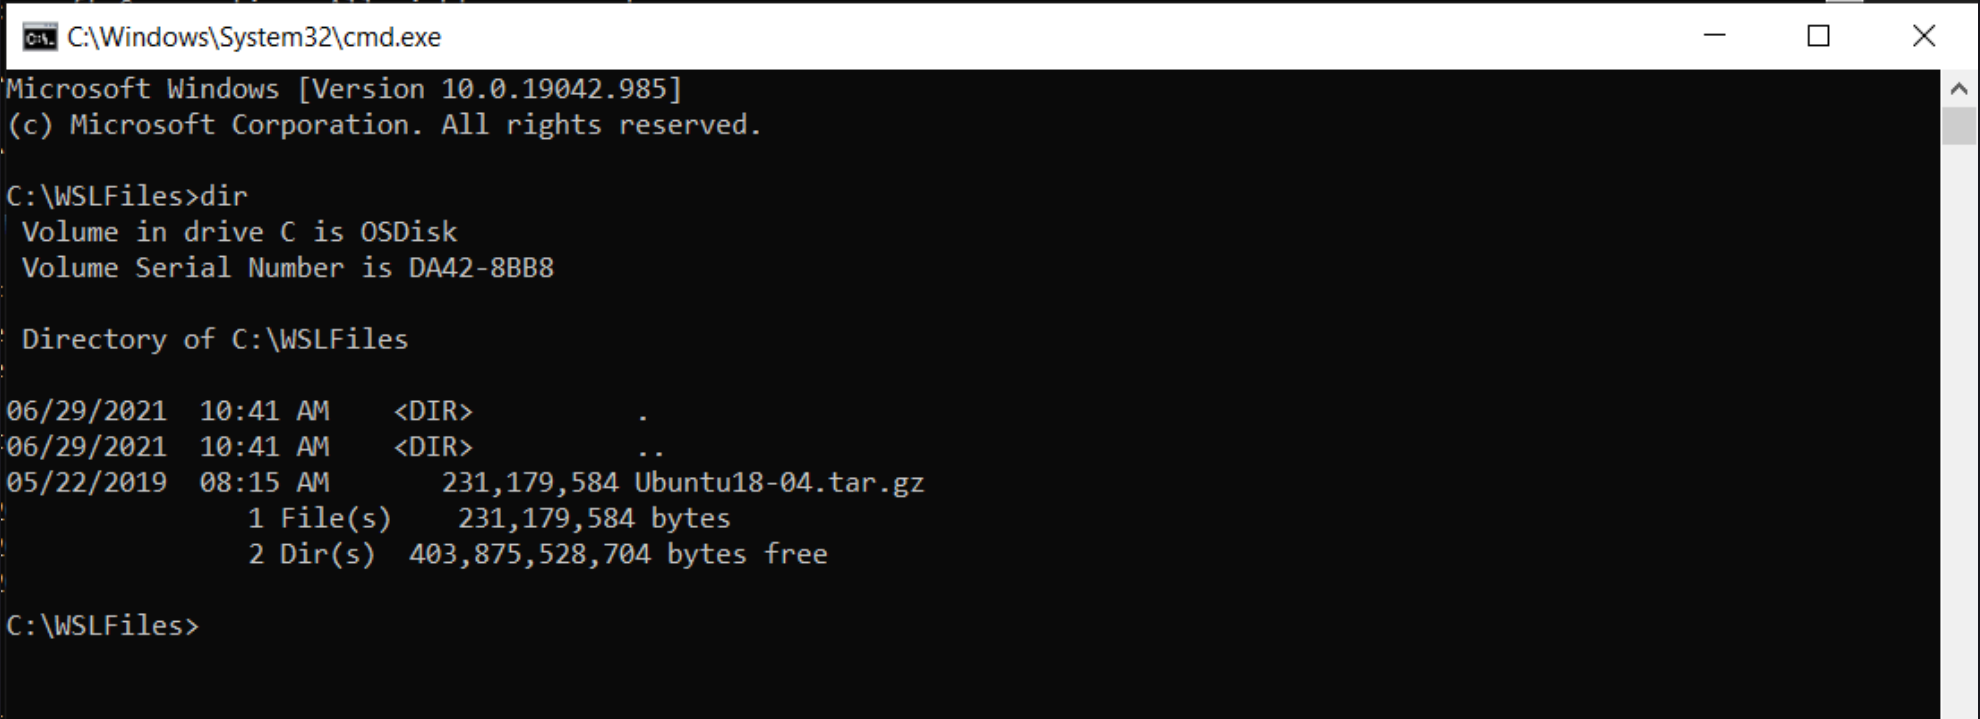 C:\Windows\System32\cmd.exe
Microsoft Windows [Version 10.0.19042.985]
(c) Microsoft Corporation. All rights reserved.
C:\WSLFiles>dir
 Volume in drive C is OSDisk
 Volume Serial Number is DA42-8BB8
 Directory of C:\WSLFiles
06/29/2021  10:41 AM    <DIR>          .
06/29/2021  10:41 AM    <DIR>          ..
05/22/2019  08:15 AM       231,179,584 Ubuntu18-04.tar.gz
               1 File(s)    231,179,584 bytes
               2 Dir(s)  403,875,528,704 bytes free
C:\WSLFiles>